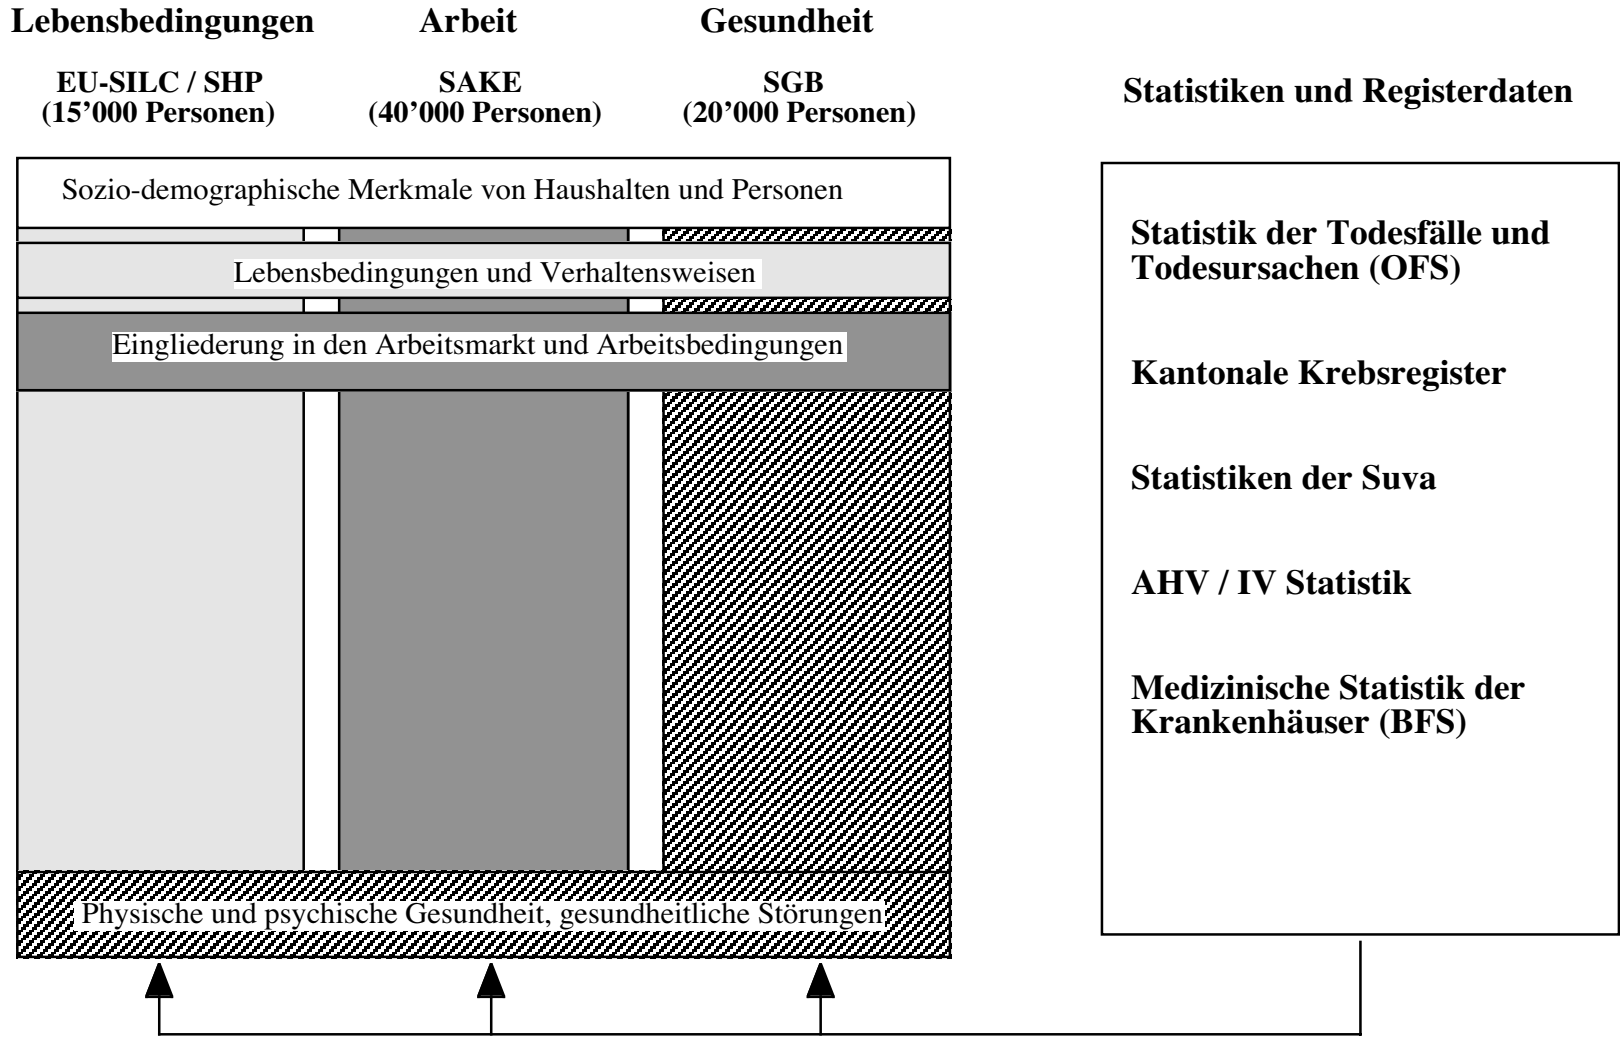 Lebensbedingungen Arbeit Gesundheit
EU-SILC / SHP
(15’000 Personen)
SAKE
(40’000 Personen)
SGB
(20’000 Personen)
Statistiken und Registerdaten
Sozio-demographische Merkmale von Haushalten und Personen
Lebensbedingungen und Verhaltensweisen
Eingliederung in den Arbeitsmarkt und Arbeitsbedingungen
Physische und psychische Gesundheit, gesundheitliche Störungen
Statistik der Todesfälle und
Todesursachen (OFS)
Kantonale Krebsregister
Statistiken der Suva
AHV / IV Statistik
Medizinische Statistik der
Krankenhäuser (BFS)